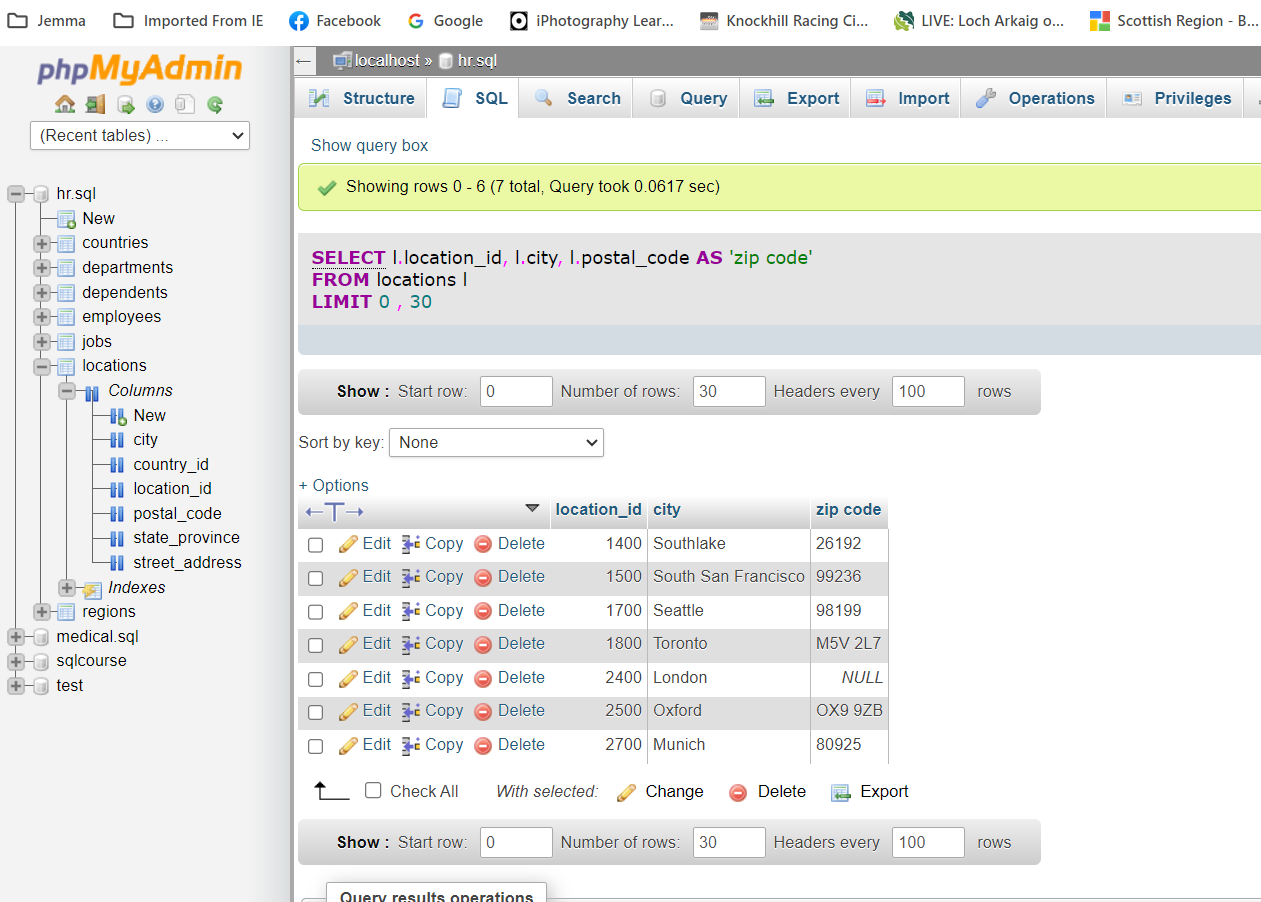 Jemma Imported From IE Facebook Google iPhotography Lear... Knockhill Racing Ci... LIVE: Loch Arkaig o... Scottish Region - B...
phpMyAdmin
(Recent tables) ...
hr.sql
New
countries
departments
dependents
employees
jobs
locations
Columns
New
city
country_id
location_id
postal_code
state_province
street_address
Indexes
regions
medical.sql
sqlcourse
test
localhost » hr.sql
Structure SQL Search Query Export Import Operations Privileges
Show query box
Showing rows 0 - 6 (7 total, Query took 0.0617 sec)
SELECT l.location_id, l.city, l.postal_code AS 'zip code'
FROM locations l
LIMIT 0 , 30
Show : Start row: 0 Number of rows: 30 Headers every 100 rows
Sort by key: None
+ Options
←T→ location_id city zip code
Edit Copy Delete 1400 Southlake 26192
Edit Copy Delete 1500 South San Francisco 99236
Edit Copy Delete 1700 Seattle 98199
Edit Copy Delete 1800 Toronto M5V 2L7
Edit Copy Delete 2400 London NULL
Edit Copy Delete 2500 Oxford OX9 9ZB
Edit Copy Delete 2700 Munich 80925
Check All With selected: Change Delete Export
Show : Start row: 0 Number of rows: 30 Headers every 100 rows
Query results operations